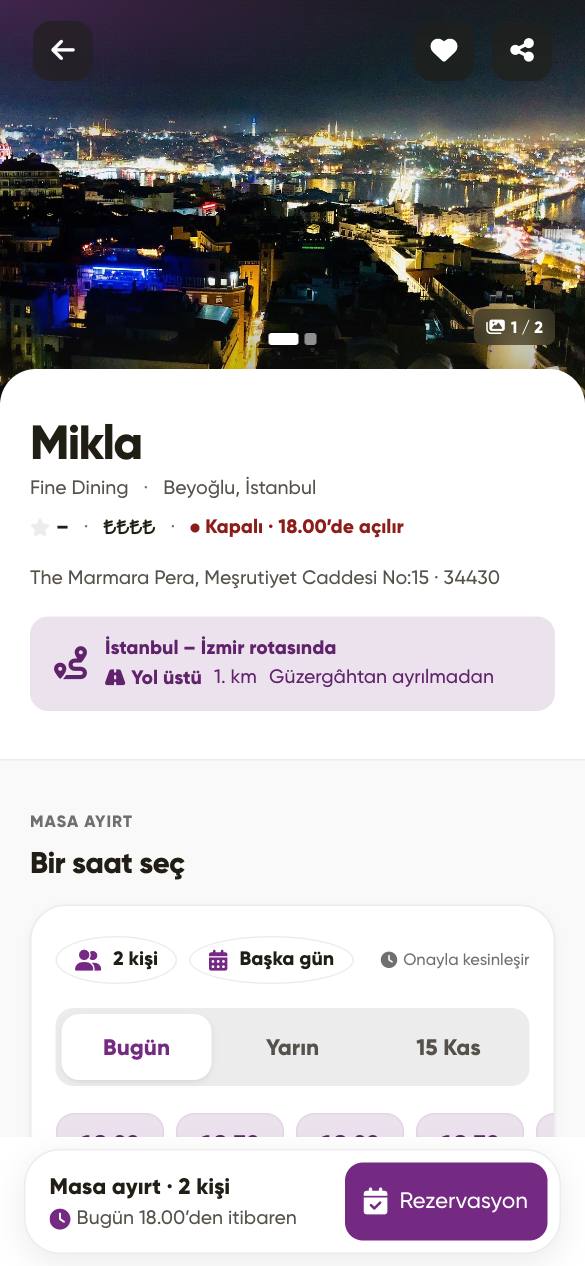 1 / 2
Mikla
Fine Dining · Beyoğlu, İstanbul
– · ₺₺₺₺ · Kapalı · 18.00’de açılır
The Marmara Pera, Meşrutiyet Caddesi No:15 · 34430
İstanbul – İzmir rotasında
Yol üstü 1. km Güzergâhtan ayrılmadan
MASA AYIRT
Bir saat seç
2 kişi Başka gün Onayla kesinleşir
Bugün Yarın 15 Kas
Masa ayırt · 2 kişi
Bugün 18.00’den itibaren
Rezervasyon